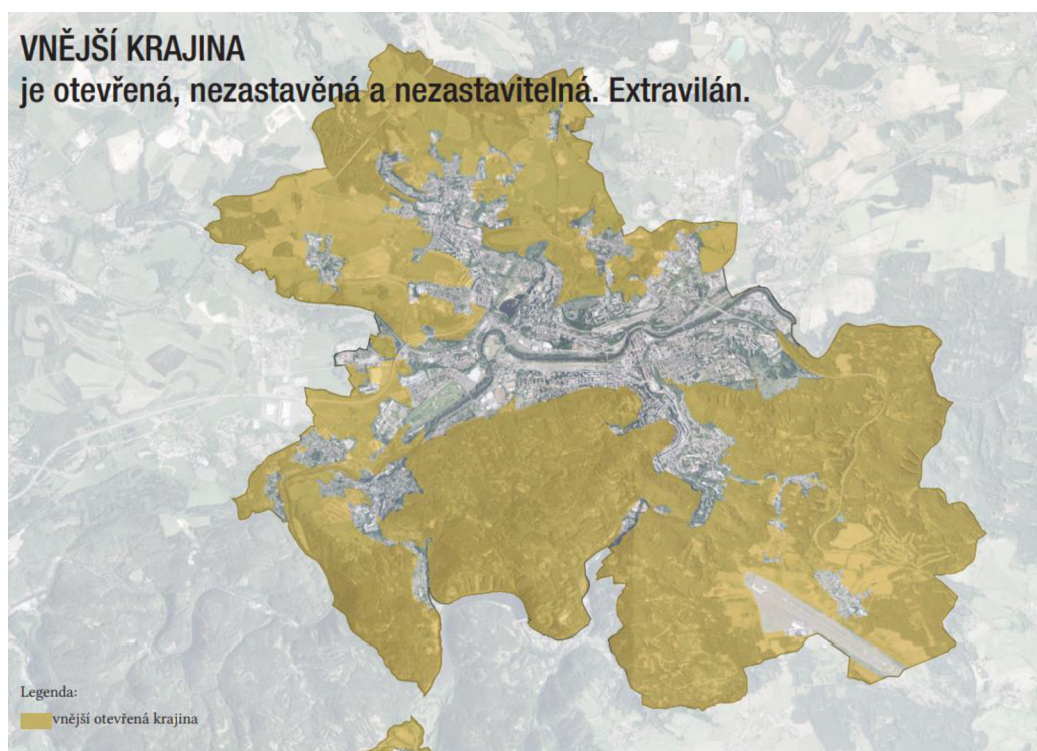 VNĚJŠÍ KRAJINA
je otevřená, nezastavěná a nezastavitelná. Extravilán.
Legenda:
vnější otevřená krajina